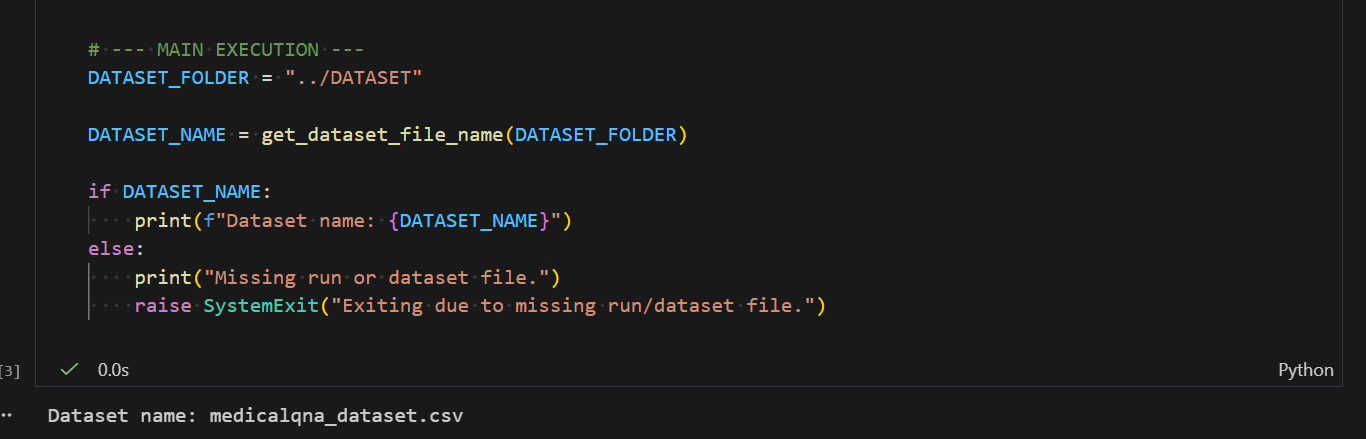 # --- MAIN EXECUTION ---
DATASET_FOLDER = "../DATASET"
DATASET_NAME = get_dataset_file_name(DATASET_FOLDER)
if DATASET_NAME:
    print(f"Dataset name: {DATASET_NAME}")
else:
    print("Missing run or dataset file.")
    raise SystemExit("Exiting due to missing run/dataset file.")
[3] 0.0s Python
Dataset name: medicalqna_dataset.csv